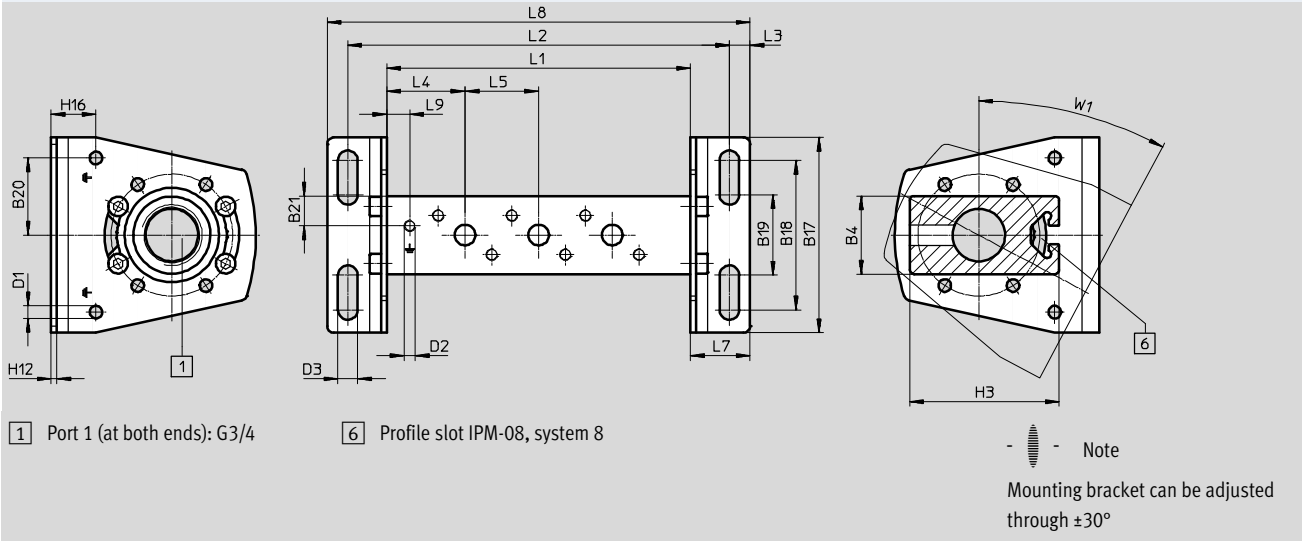 L8
L2
L3
L1
L4
L5
L9
H16
B20
D1
H12
1
B21
D2
D3
B19
B18
B17
L7
W1
B4
H3
6
1 Port 1 (at both ends): G3/4
6 Profile slot IPM-08, system 8
- - Note
Mounting bracket can be adjusted
through ±30°